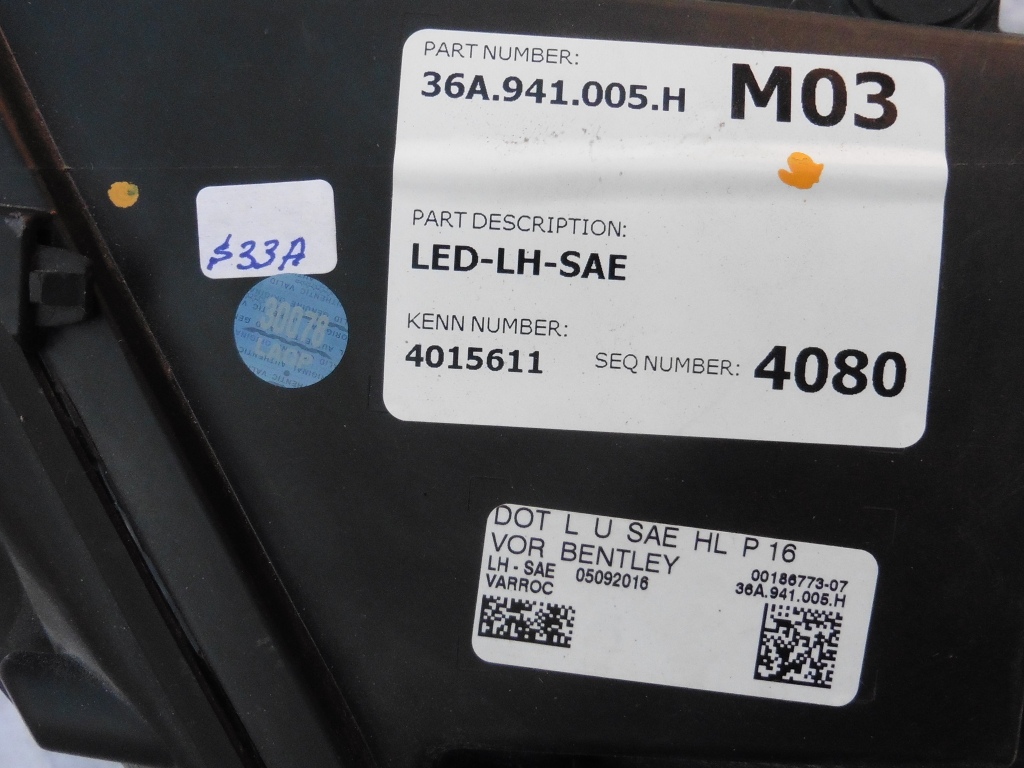 PART NUMBER:
36A.941.005.H
M03
PART DESCRIPTION:
LED-LH-SAE
KENN NUMBER:
4015611
SEQ NUMBER: 4080
$33A
30078
DOT L U SAE HL P 16
VOR BENTLEY
LH - SAE 05092016
VARROC
00186773-07
36A.941.005.H